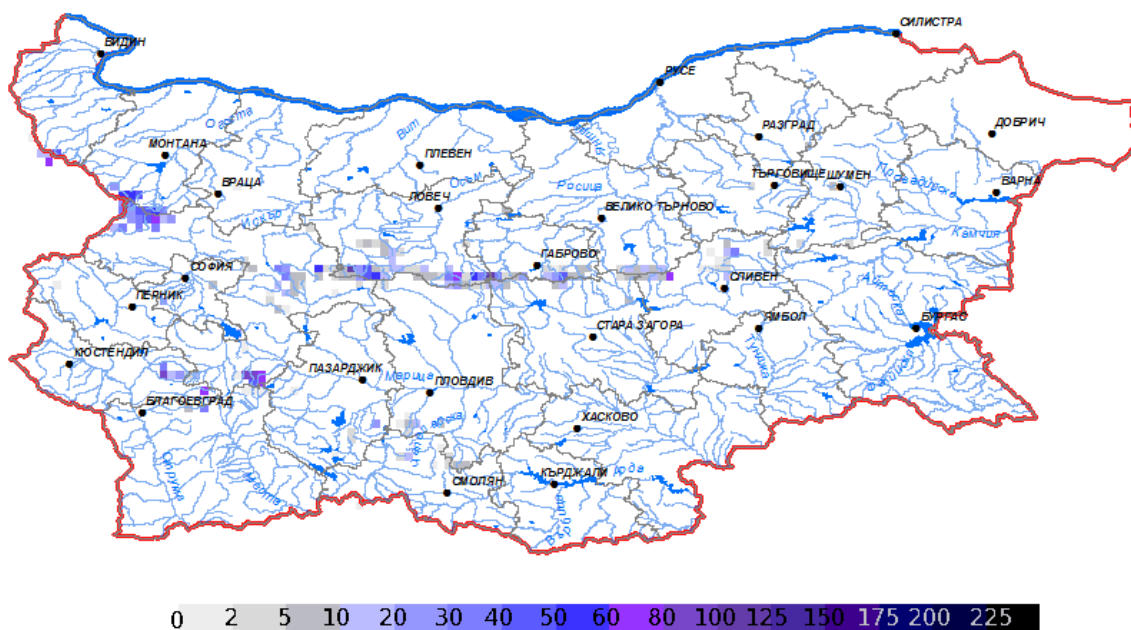 СИЛИСТРА
ВИДИН
РУСЕ
ДОБРИЧ
РАЗГРАД
Огоста
Вит
МОНТАНА
ПЛЕВЕН
ТЪРГОВИЩЕ
ШУМЕН
ВРАЦА
Осъм
Росица
ВАРНА
ЛОВЕЧ
ВЕЛИКО ТЪРНОВО
Искър
Камчия
ГАБРОВО
СОФИЯ
СЛИВЕН
ПЕРНИК
СТАРА ЗАГОРА
ЯМБОЛ
БУРГАС
Тунджа
КЮСТЕНДИЛ
ПАЗАРДЖИК
Марица
ПЛОВДИВ
БЛАГОЕВГРАД
ХАСКОВО
КЪРДЖАЛИ
СМОЛЯН
Струма
Места
0 2 5 10 20 30 40 50 60 80 100 125 150 175 200 225